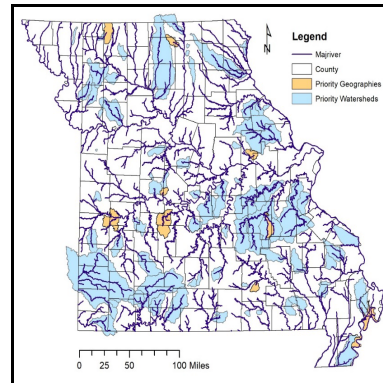 N
Legend
Majriver
County
Priority Geographies
Priority Watersheds
0 25 50 100 Miles